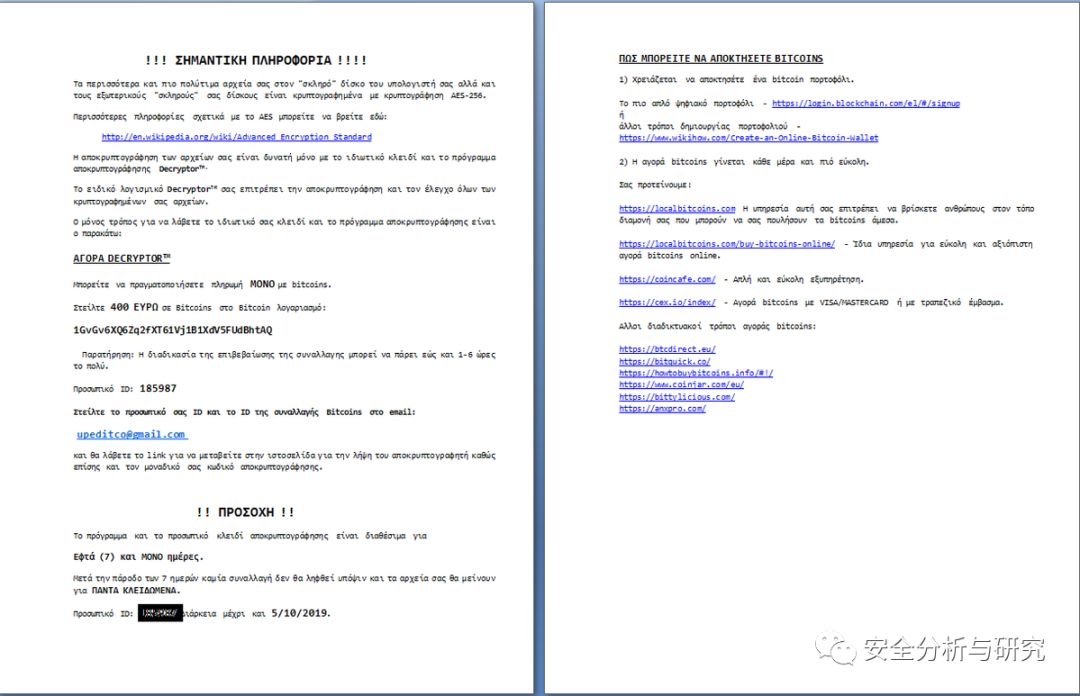 !!! ΣΗΜΑΝΤΙΚΗ ΠΛΗΡΟΦΟΡΙΑ !!!!
Τα περισσότερα και πιο πολύτιμα αρχεία σας στον "σκληρό" δίσκο του υπολογιστή σας αλλά και
τους εξωτερικούς "σκληρούς" σας δίσκους είναι κρυπτογραφημένα με κρυπτογράφηση AES-256.
Περισσότερες πληροφορίες σχετικά με το AES μπορείτε να βρείτε εδώ:
http://en.wikipedia.org/wiki/Advanced_Encryption_Standard
Η αποκρυπτογράφηση των αρχείων σας είναι δυνατή μόνο με το ιδιωτικό κλειδί και το πρόγραμμα
αποκρυπτογράφησης Decryptor™.
Το ειδικό λογισμικό Decryptor™ σας επιτρέπει την αποκρυπτογράφηση και τον έλεγχο όλων των
κρυπτογραφημένων σας αρχείων.
Ο μόνος τρόπος για να λάβετε το ιδιωτικό σας κλειδί και το πρόγραμμα αποκρυπτογράφησης είναι
ο παρακάτω:
ΑΓΟΡΑ DECRYPTOR™
Μπορείτε να πραγματοποιήσετε πληρωμή ΜΟΝΟ με bitcoins.
Στείλτε 400 ΕΥΡΩ σε Bitcoins στο Bitcoin λογαριασμό:
1GvGv6XQ6Zq2fXT61Vj1B1XdV5FUdBhtAQ
Παρατήρηση: Η διαδικασία της επιβεβαίωσης της συναλλαγης μπορεί να πάρει εώς και 1-6 ώρες
το πολύ.
Προσωπικό ID: 185987
Στείλτε το προσωπικό σας ID και το ID της συναλλαγής Bitcoins στο email:
upeditco@gmail.com
και θα λάβετε το link για να μεταβείτε στην ιστοσελίδα για την λήψη του αποκρυπτογραφητή καθώς
επίσης και τον μοναδικό σας κωδικό αποκρυπτογράφησης.
!! ΠΡΟΣΟΧΗ !!
Το πρόγραμμα και το προσωπικό κλειδί αποκρυπτογράφησης είναι διαθέσιμα για
Εφτά (7) και ΜΟΝΟ ημέρες.
Μετά την πάροδο των 7 ημερών καμία συναλλαγή δεν θα ληφθεί υπόψιν και τα αρχεία σας θα μείνουν
για ΠΑΝΤΑ ΚΛΕΙΔΩΜΕΝΑ.
Προσωπικό ID: διάρκεια μέχρι και 5/10/2019.
ΠΩΣ ΜΠΟΡΕΙΤΕ ΝΑ ΑΠΟΚΤΗΣΕΤΕ BITCOINS
1) Χρειάζεται να αποκτησέτε ένα bitcoin πορτοφόλι.
Το πιο απλό ψηφιακό πορτοφόλι - https://login.blockchain.com/el/#/signup
ή
άλλοι τρόποι δημιουργίας πορτοφολιού -
https://www.wikihow.com/Create-an-Online-Bitcoin-Wallet
2) Η αγορά bitcoins γίνεται κάθε μέρα και πιό εύκολη.
Σας προτείνουμε:
https://localbitcoins.com Η υπηρεσία αυτή σας επιτρέπει να βρίσκετε ανθρώπους στον τόπο
διαμονή σας που μπορούν να σας πουλήσουν τα bitcoins άμεσα.
https://localbitcoins.com/buy-bitcoins-online/ - Ίδια υπηρεσία για εύκολη και αξιόπιστη
αγορά bitcoins online.
https://coincafe.com/ - Απλή και εύκολη εξυπηρέτηση.
https://cex.io/index/ - Αγορά bitcoins με VISA/MASTERCARD ή με τραπεζικό έμβασμα.
Αλλοι διαδικτυακοί τρόποι αγοράς bitcoins:
https://btcdirect.eu/
https://bitquick.co/
https://howtobuybitcoins.info/#!/
https://www.coinjar.com/eu/
https://bittylicious.com/
https://anxpro.com/
安全分析与研究